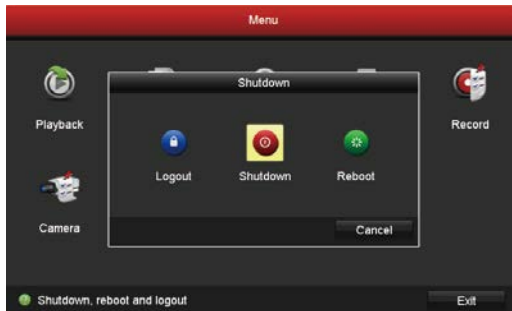 Menu
Shutdown
Playback
Record
Logout
Shutdown
Reboot
Camera
Cancel
Shutdown, reboot and logout
Exit